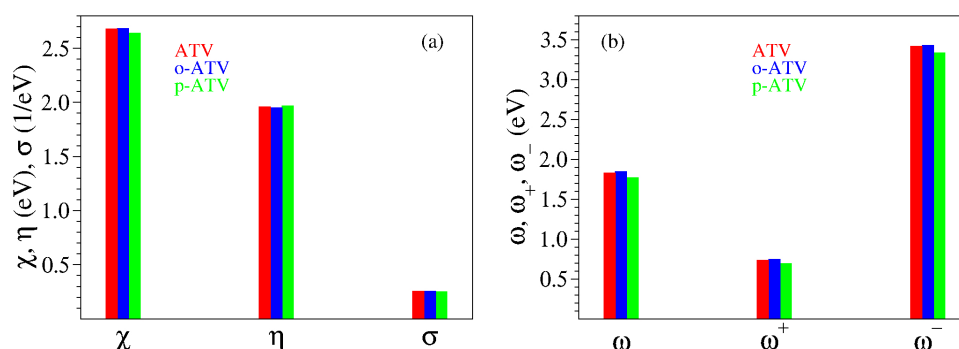 (a)
ATV
o-ATV
p-ATV
2.5
2.0
1.5
1.0
0.5
χ, η (eV), σ (1/eV)
χ η σ
(b)
ATV
o-ATV
p-ATV
3.5
3.0
2.5
2.0
1.5
1.0
0.5
ω, ω₊, ω₋ (eV)
ω ω⁺ ω⁻